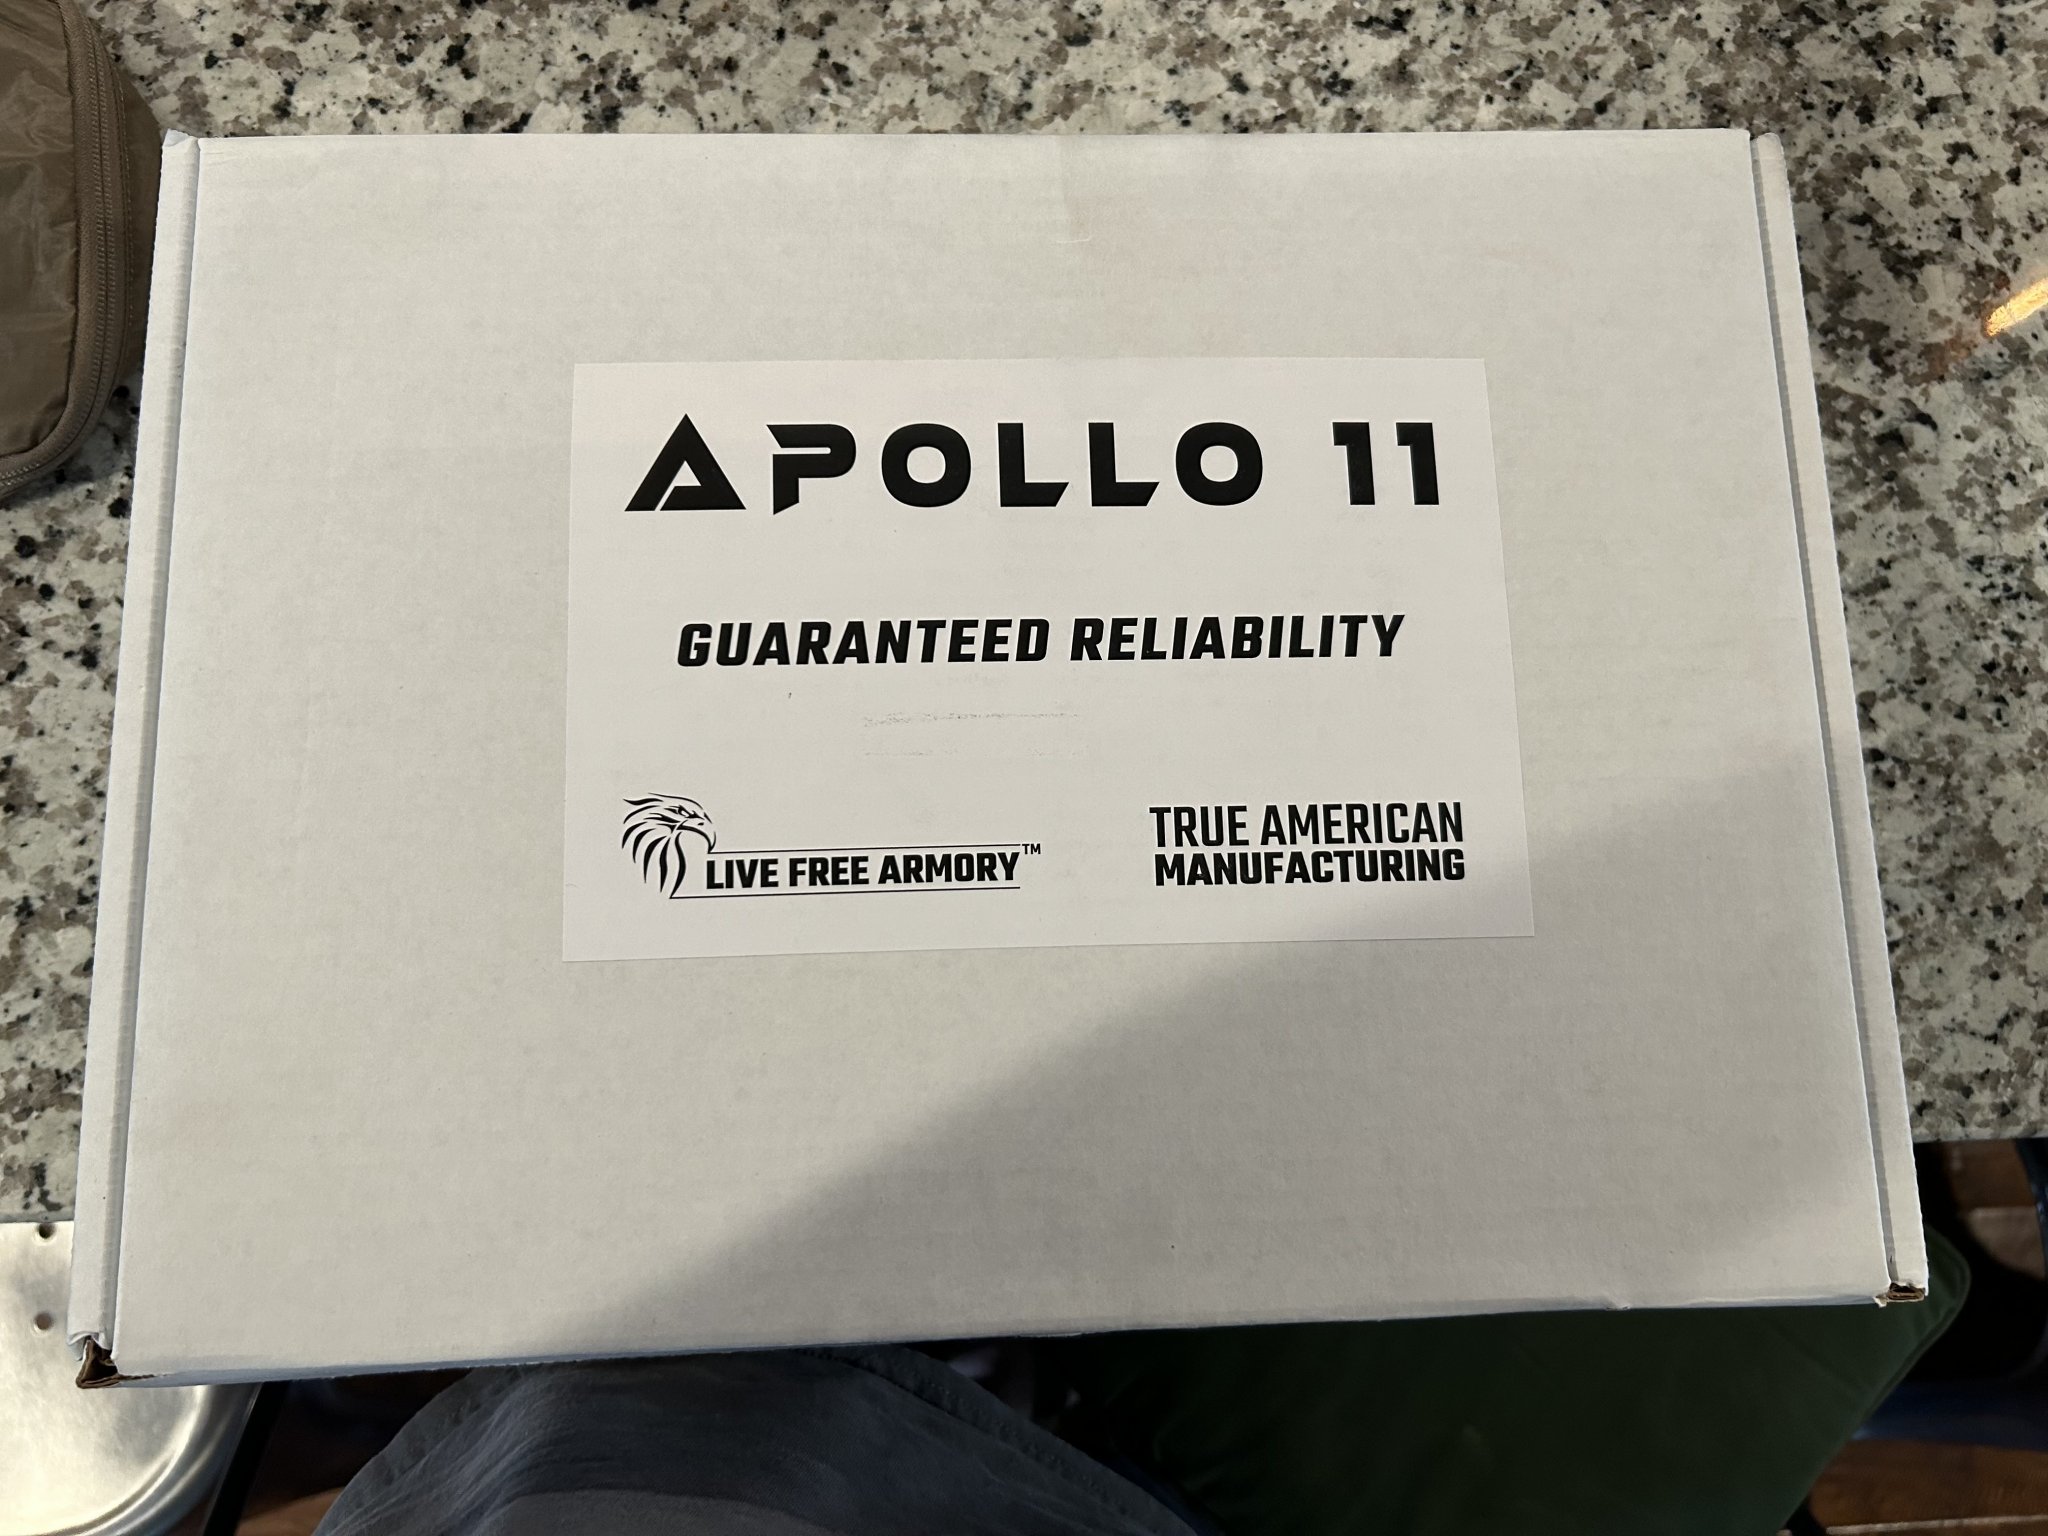 APOLLO 11
GUARANTEED RELIABILITY
LIVE FREE ARMORY™
TRUE AMERICAN
MANUFACTURING